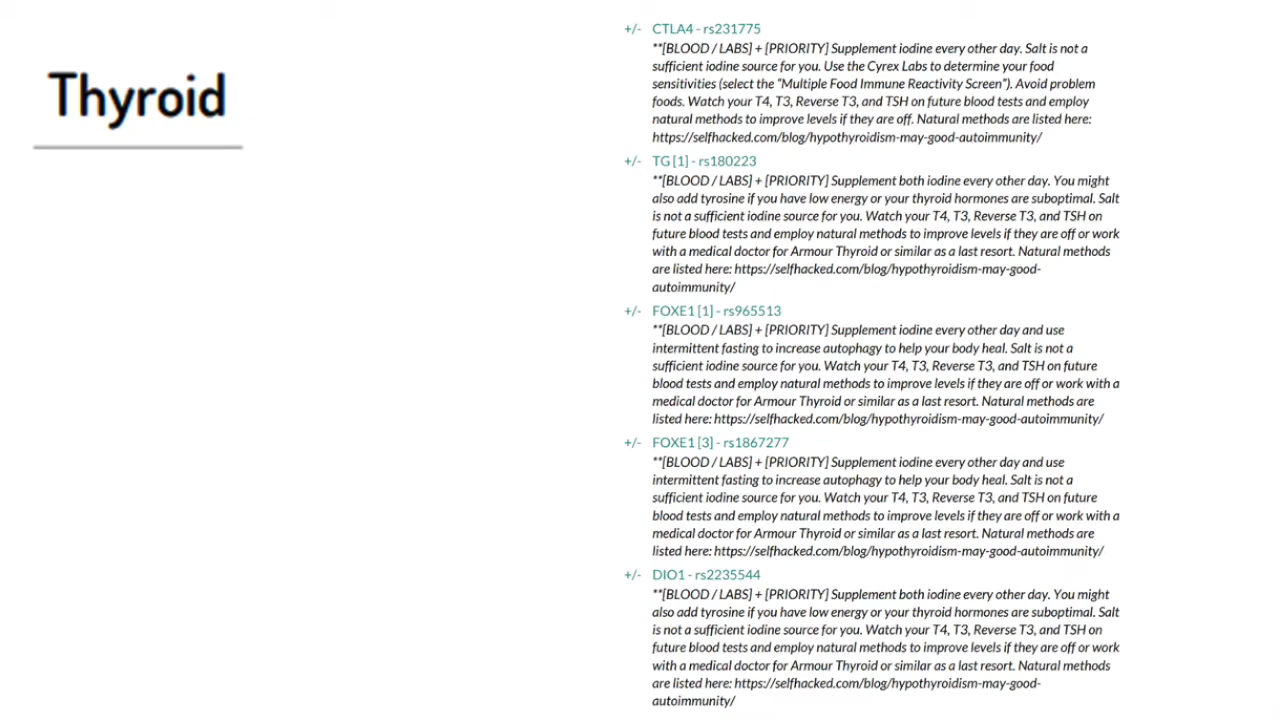 Thyroid
+/- CTLA4 - rs231775
**[BLOOD / LABS] + [PRIORITY] Supplement iodine every other day. Salt is not a
sufficient iodine source for you. Use the Cyrex Labs to determine your food
sensitivities (select the "Multiple Food Immune Reactivity Screen"). Avoid problem
foods. Watch your T4, T3, Reverse T3, and TSH on future blood tests and employ
natural methods to improve levels if they are off. Natural methods are listed here:
https://selfhacked.com/blog/hypothyroidism-may-good-autoimmunity/
+/- TG [1] - rs180223
**[BLOOD / LABS] + [PRIORITY] Supplement both iodine every other day. You might
also add tyrosine if you have low energy or your thyroid hormones are suboptimal. Salt
is not a sufficient iodine source for you. Watch your T4, T3, Reverse T3, and TSH on
future blood tests and employ natural methods to improve levels if they are off or work
with a medical doctor for Armour Thyroid or similar as a last resort. Natural methods
are listed here: https://selfhacked.com/blog/hypothyroidism-may-good-
autoimmunity/
+/- FOXE1 [1] - rs965513
**[BLOOD / LABS] + [PRIORITY] Supplement iodine every other day and use
intermittent fasting to increase autophagy to help your body heal. Salt is not a
sufficient iodine source for you. Watch your T4, T3, Reverse T3, and TSH on future
blood tests and employ natural methods to improve levels if they are off or work with a
medical doctor for Armour Thyroid or similar as a last resort. Natural methods are
listed here: https://selfhacked.com/blog/hypothyroidism-may-good-autoimmunity/
+/- FOXE1 [3] - rs1867277
**[BLOOD / LABS] + [PRIORITY] Supplement iodine every other day and use
intermittent fasting to increase autophagy to help your body heal. Salt is not a
sufficient iodine source for you. Watch your T4, T3, Reverse T3, and TSH on future
blood tests and employ natural methods to improve levels if they are off or work with a
medical doctor for Armour Thyroid or similar as a last resort. Natural methods are
listed here: https://selfhacked.com/blog/hypothyroidism-may-good-autoimmunity/
+/- DIO1 - rs2235544
**[BLOOD / LABS] + [PRIORITY] Supplement both iodine every other day. You might
also add tyrosine if you have low energy or your thyroid hormones are suboptimal. Salt
is not a sufficient iodine source for you. Watch your T4, T3, Reverse T3, and TSH on
future blood tests and employ natural methods to improve levels if they are off or work
with a medical doctor for Armour Thyroid or similar as a last resort. Natural methods
are listed here: https://selfhacked.com/blog/hypothyroidism-may-good-
autoimmunity/